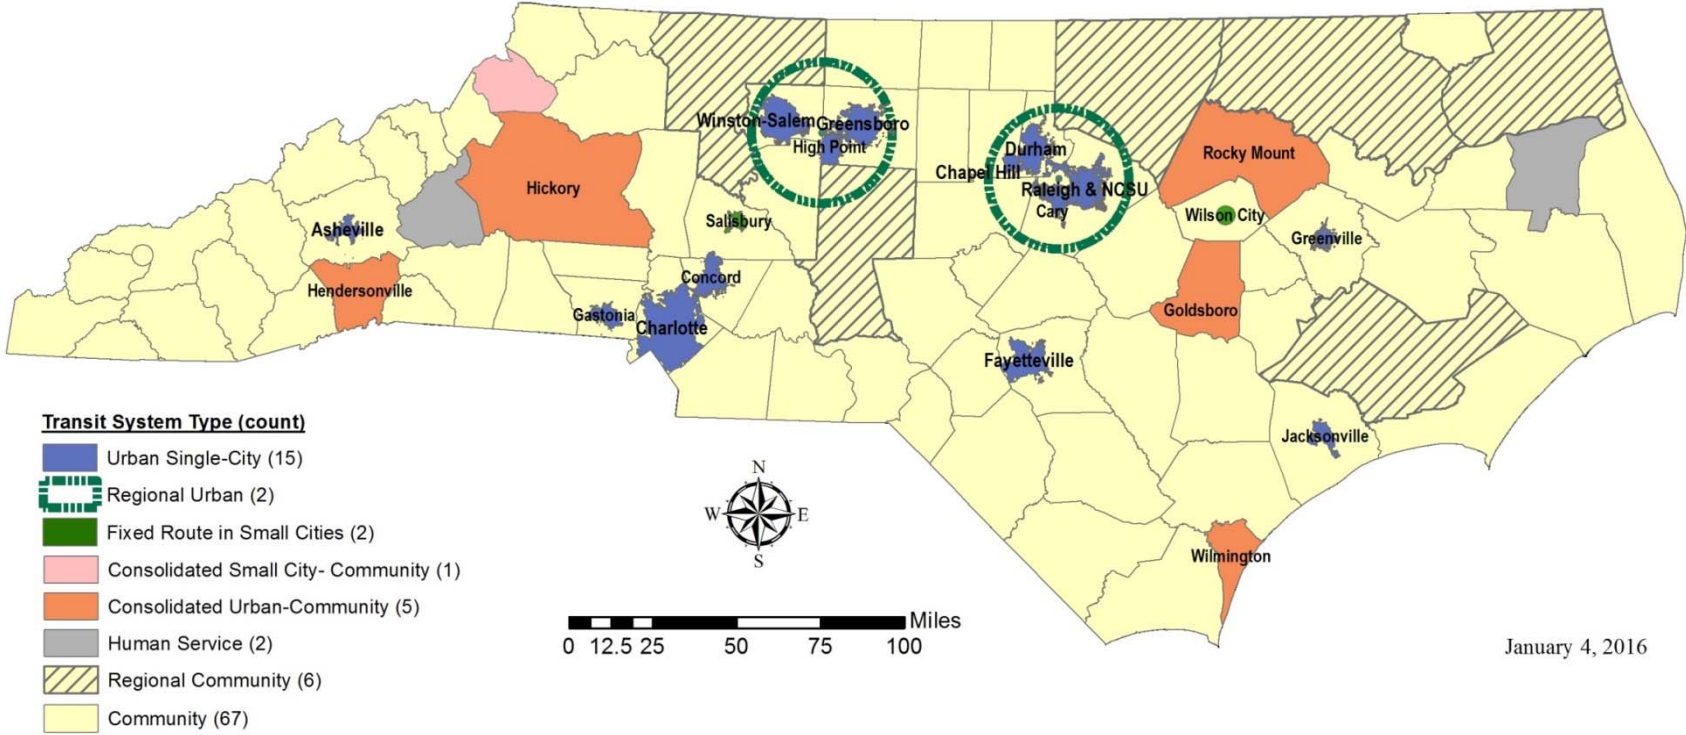 Winston-Salem
Greensboro
High Point
Durham
Chapel Hill
Raleigh & NCSU
Cary
Rocky Mount
Hickory
Wilson City
Salisbury
Asheville
Greenville
Concord
Hendersonville
Gastonia
Charlotte
Goldsboro
Fayetteville
Jacksonville
Wilmington
Transit System Type (count)
Urban Single-City (15)
Regional Urban (2)
Fixed Route in Small Cities (2)
Consolidated Small City- Community (1)
Consolidated Urban-Community (5)
Human Service (2)
Regional Community (6)
Community (67)
N
W E
S
Miles
0 12.5 25 50 75 100
January 4, 2016